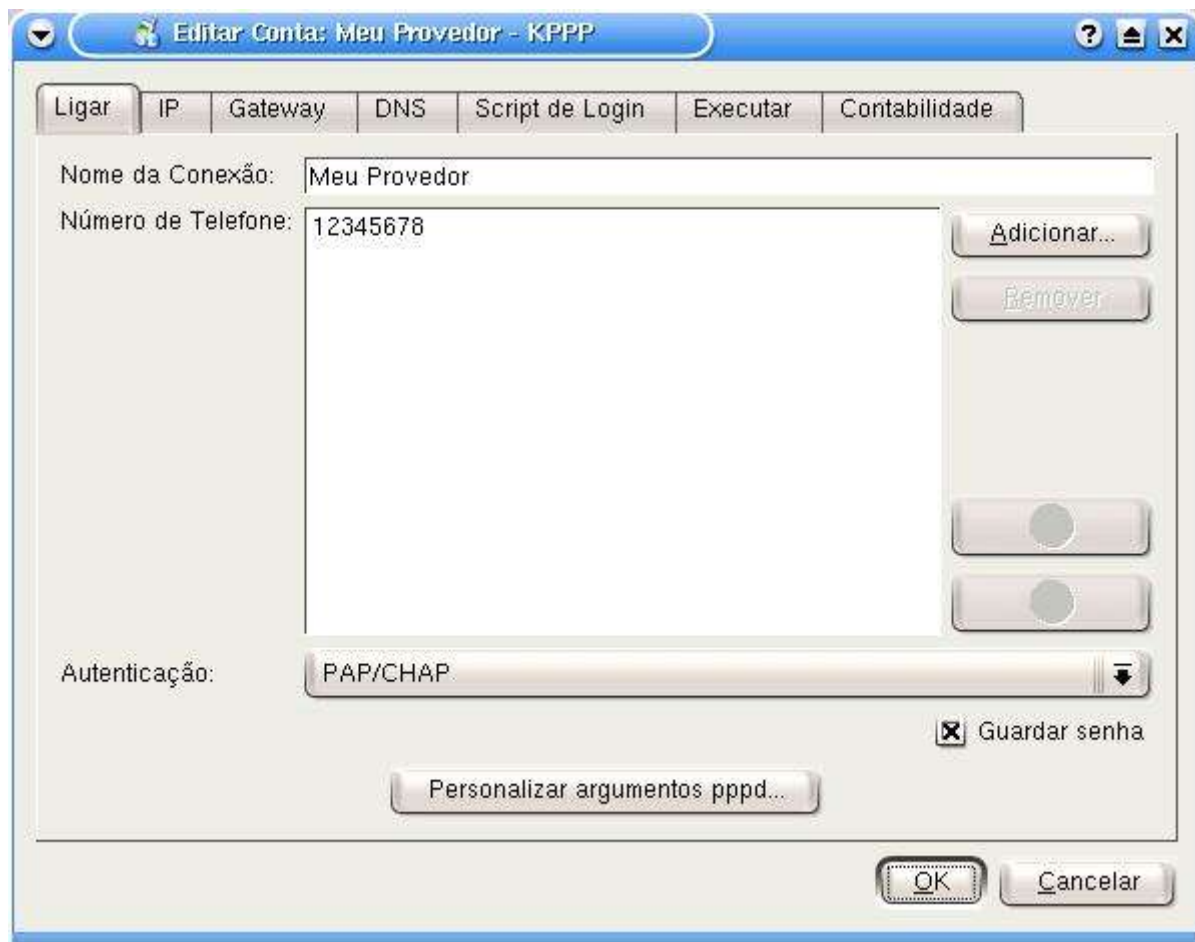 Editar Conta: Meu Provedor - KPPP
Ligar IP Gateway DNS Script de Login Executar Contabilidade
Nome da Conexão: Meu Provedor
Número de Telefone: 12345678
Adicionar...
Remover
Autenticação: PAP/CHAP
Guardar senha
Personalizar argumentos pppd...
OK Cancelar